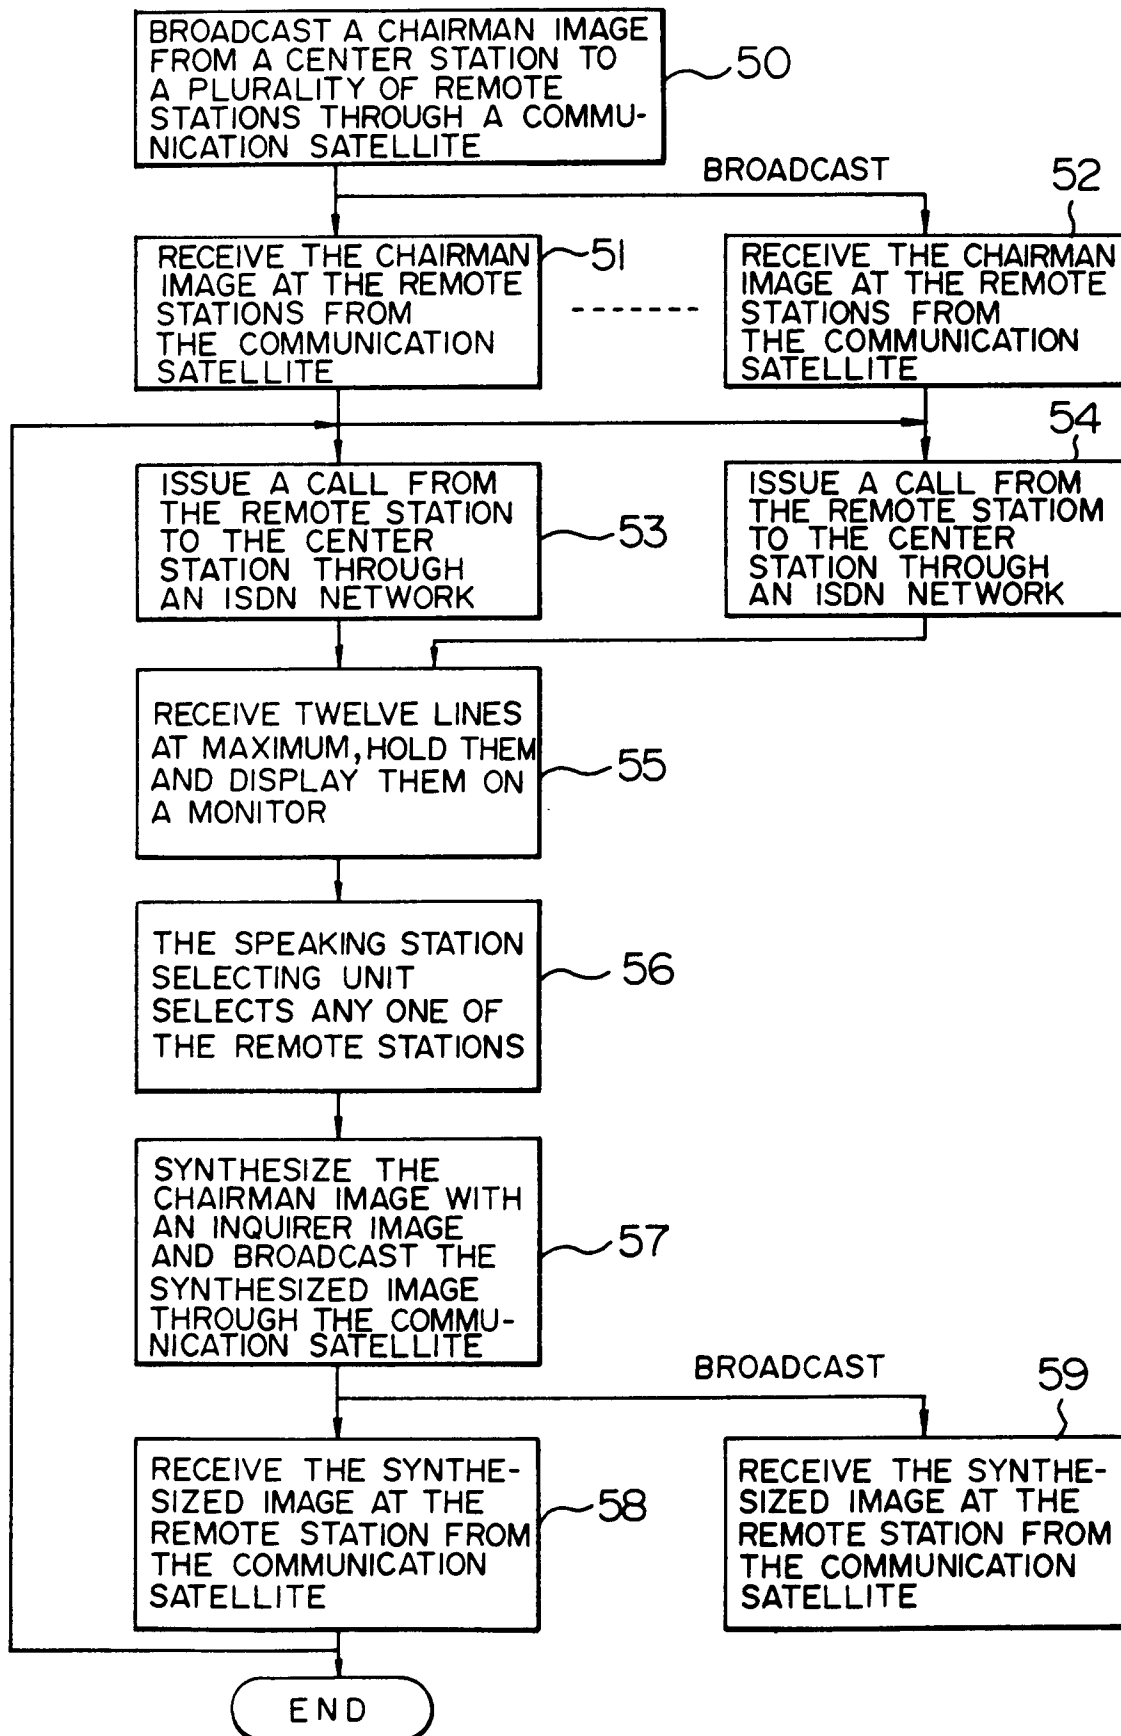 BROADCAST A CHAIRMAN IMAGE
FROM A CENTER STATION TO
A PLURALITY OF REMOTE
STATIONS THROUGH A COMMU-
NICATION SATELLITE
50
BROADCAST
52
RECEIVE THE CHAIRMAN
IMAGE AT THE REMOTE
STATIONS FROM
THE COMMUNICATION
SATELLITE
51
RECEIVE THE CHAIRMAN
IMAGE AT THE REMOTE
STATIONS FROM
THE COMMUNICATION
SATELLITE
54
ISSUE A CALL FROM
THE REMOTE STATION
TO THE CENTER
STATION THROUGH
AN ISDN NETWORK
53
ISSUE A CALL FROM
THE REMOTE STATIOM
TO THE CENTER
STATION THROUGH
AN ISDN NETWORK
RECEIVE TWELVE LINES
AT MAXIMUM, HOLD THEM
AND DISPLAY THEM ON
A MONITOR
55
THE SPEAKING STATION
SELECTING UNIT
SELECTS ANY ONE OF
THE REMOTE STATIONS
56
SYNTHESIZE THE
CHAIRMAN IMAGE WITH
AN INQUIRER IMAGE
AND BROADCAST THE
SYNTHESIZED IMAGE
THROUGH THE COMMU-
NICATION SATELLITE
57
BROADCAST
59
RECEIVE THE SYNTHE-
SIZED IMAGE AT THE
REMOTE STATION FROM
THE COMMUNICATION
SATELLITE
58
RECEIVE THE SYNTHE-
SIZED IMAGE AT THE
REMOTE STATION FROM
THE COMMUNICATION
SATELLITE
END